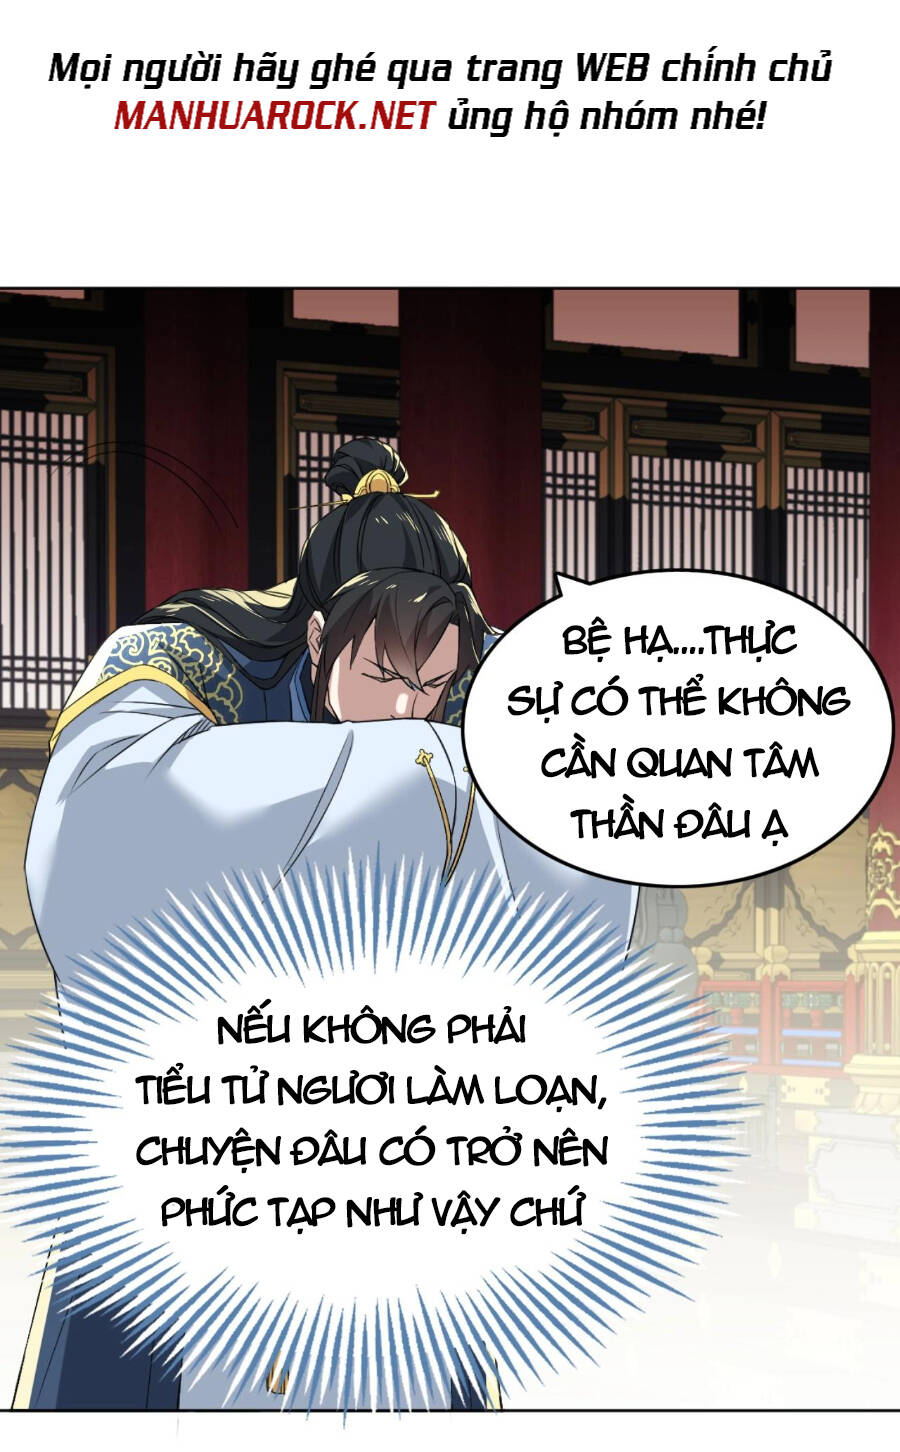 Mọi người hãy ghé qua trang WEB chính chủ
MANHUAROCK.NET ủng hộ nhóm nhé!
BỆ HẠ....THỰC
SỰ CÓ THỂ KHÔNG
CẦN QUAN TÂM
THẦN ĐÂU Ạ
NẾU KHÔNG PHẢI
TIỂU TỬ NGƯƠI LÀM LOẠN,
CHUYỆN ĐÂU CÓ TRỞ NÊN
PHỨC TẠP NHƯ VẬY CHỨ